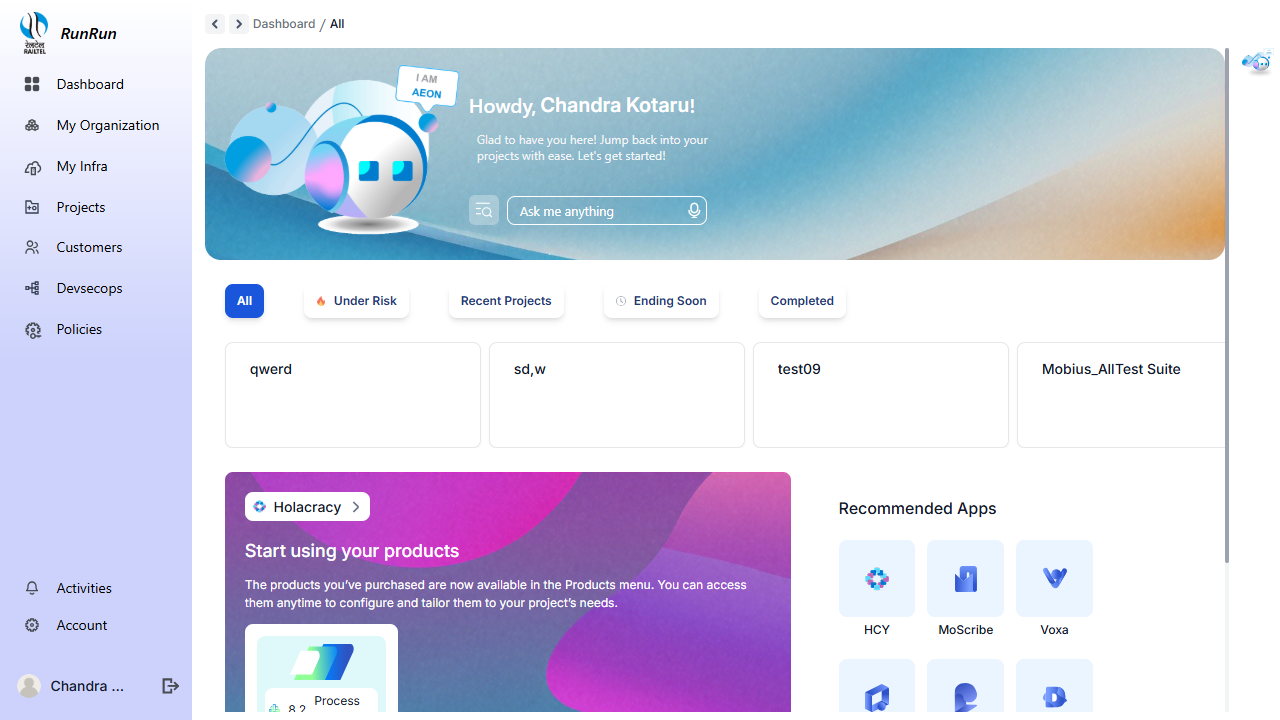 रेलटेल
RAILTEL
RunRun
Dashboard / All
Dashboard
My Organization
My Infra
Projects
Customers
Devsecops
Policies
Activities
Account
Chandra ...
I AM
AEON
Howdy, Chandra Kotaru!
Glad to have you here! Jump back into your
projects with ease. Let's get started!
Ask me anything
All
Under Risk
Recent Projects
Ending Soon
Completed
qwerd
sd,w
test09
Mobius_AllTest Suite
Holacracy
Start using your products
The products you've purchased are now available in the Products menu. You can access
them anytime to configure and tailor them to your project's needs.
Process
8.2
Recommended Apps
HCY
MoScribe
Voxa